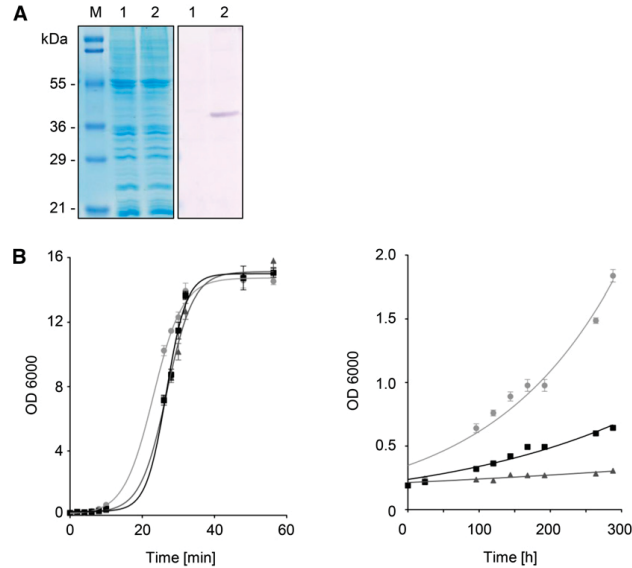 A
M 1 2 1 2
kDa
55 -
36 -
29 -
21 -
B
16
12
8
4
0
OD 6000
0 20 40 60
Time [min]
2.0
1.5
1.0
0.5
0
OD 6000
0 100 200 300
Time [h]